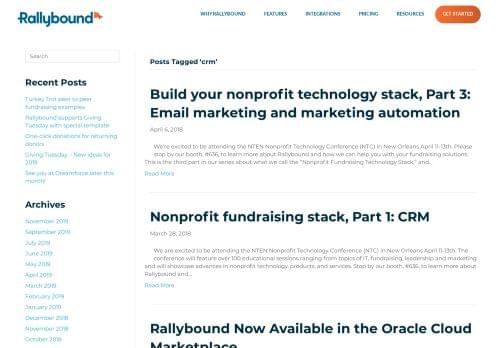 Rallybound
WHY RALLYBOUND
FEATURES
INTEGRATIONS
PRICING
RESOURCES
GET STARTED
Search
Recent Posts
Turkey Trot peer to peer
fundraising examples
Rallybound supports Giving
Tuesday with special template
One-click donations for returning
donors
Giving Tuesday – New ideas for
2019
See you at Dreamforce later this
month!
Archives
November 2019
September 2019
July 2019
June 2019
May 2019
April 2019
March 2019
February 2019
January 2019
December 2018
November 2018
October 2018
Posts Tagged ‘crm’
Build your nonprofit technology stack, Part 3:
Email marketing and marketing automation
April 6, 2018
We’re excited to be attending the NTEN Nonprofit Technology Conference (NTC) in New Orleans April 11-13th. Please
stop by our booth, #636, to learn more about Rallybound and how we can help you with your fundraising solutions.
This is the third part in our series about what we call the “Nonprofit Fundraising Technology Stack,” and…
Read More
Nonprofit fundraising stack, Part 1: CRM
March 28, 2018
We are excited to be attending the NTEN Nonprofit Technology Conference (NTC) in New Orleans April 11-13th. The
conference will feature over 100 educational sessions ranging from topics of IT, fundraising, leadership and marketing
and will showcase advances in nonprofit technology, products, and services. Stop by our booth, #636, to learn more about
Rallybound and…
Read More
Rallybound Now Available in the Oracle Cloud
Marketplace